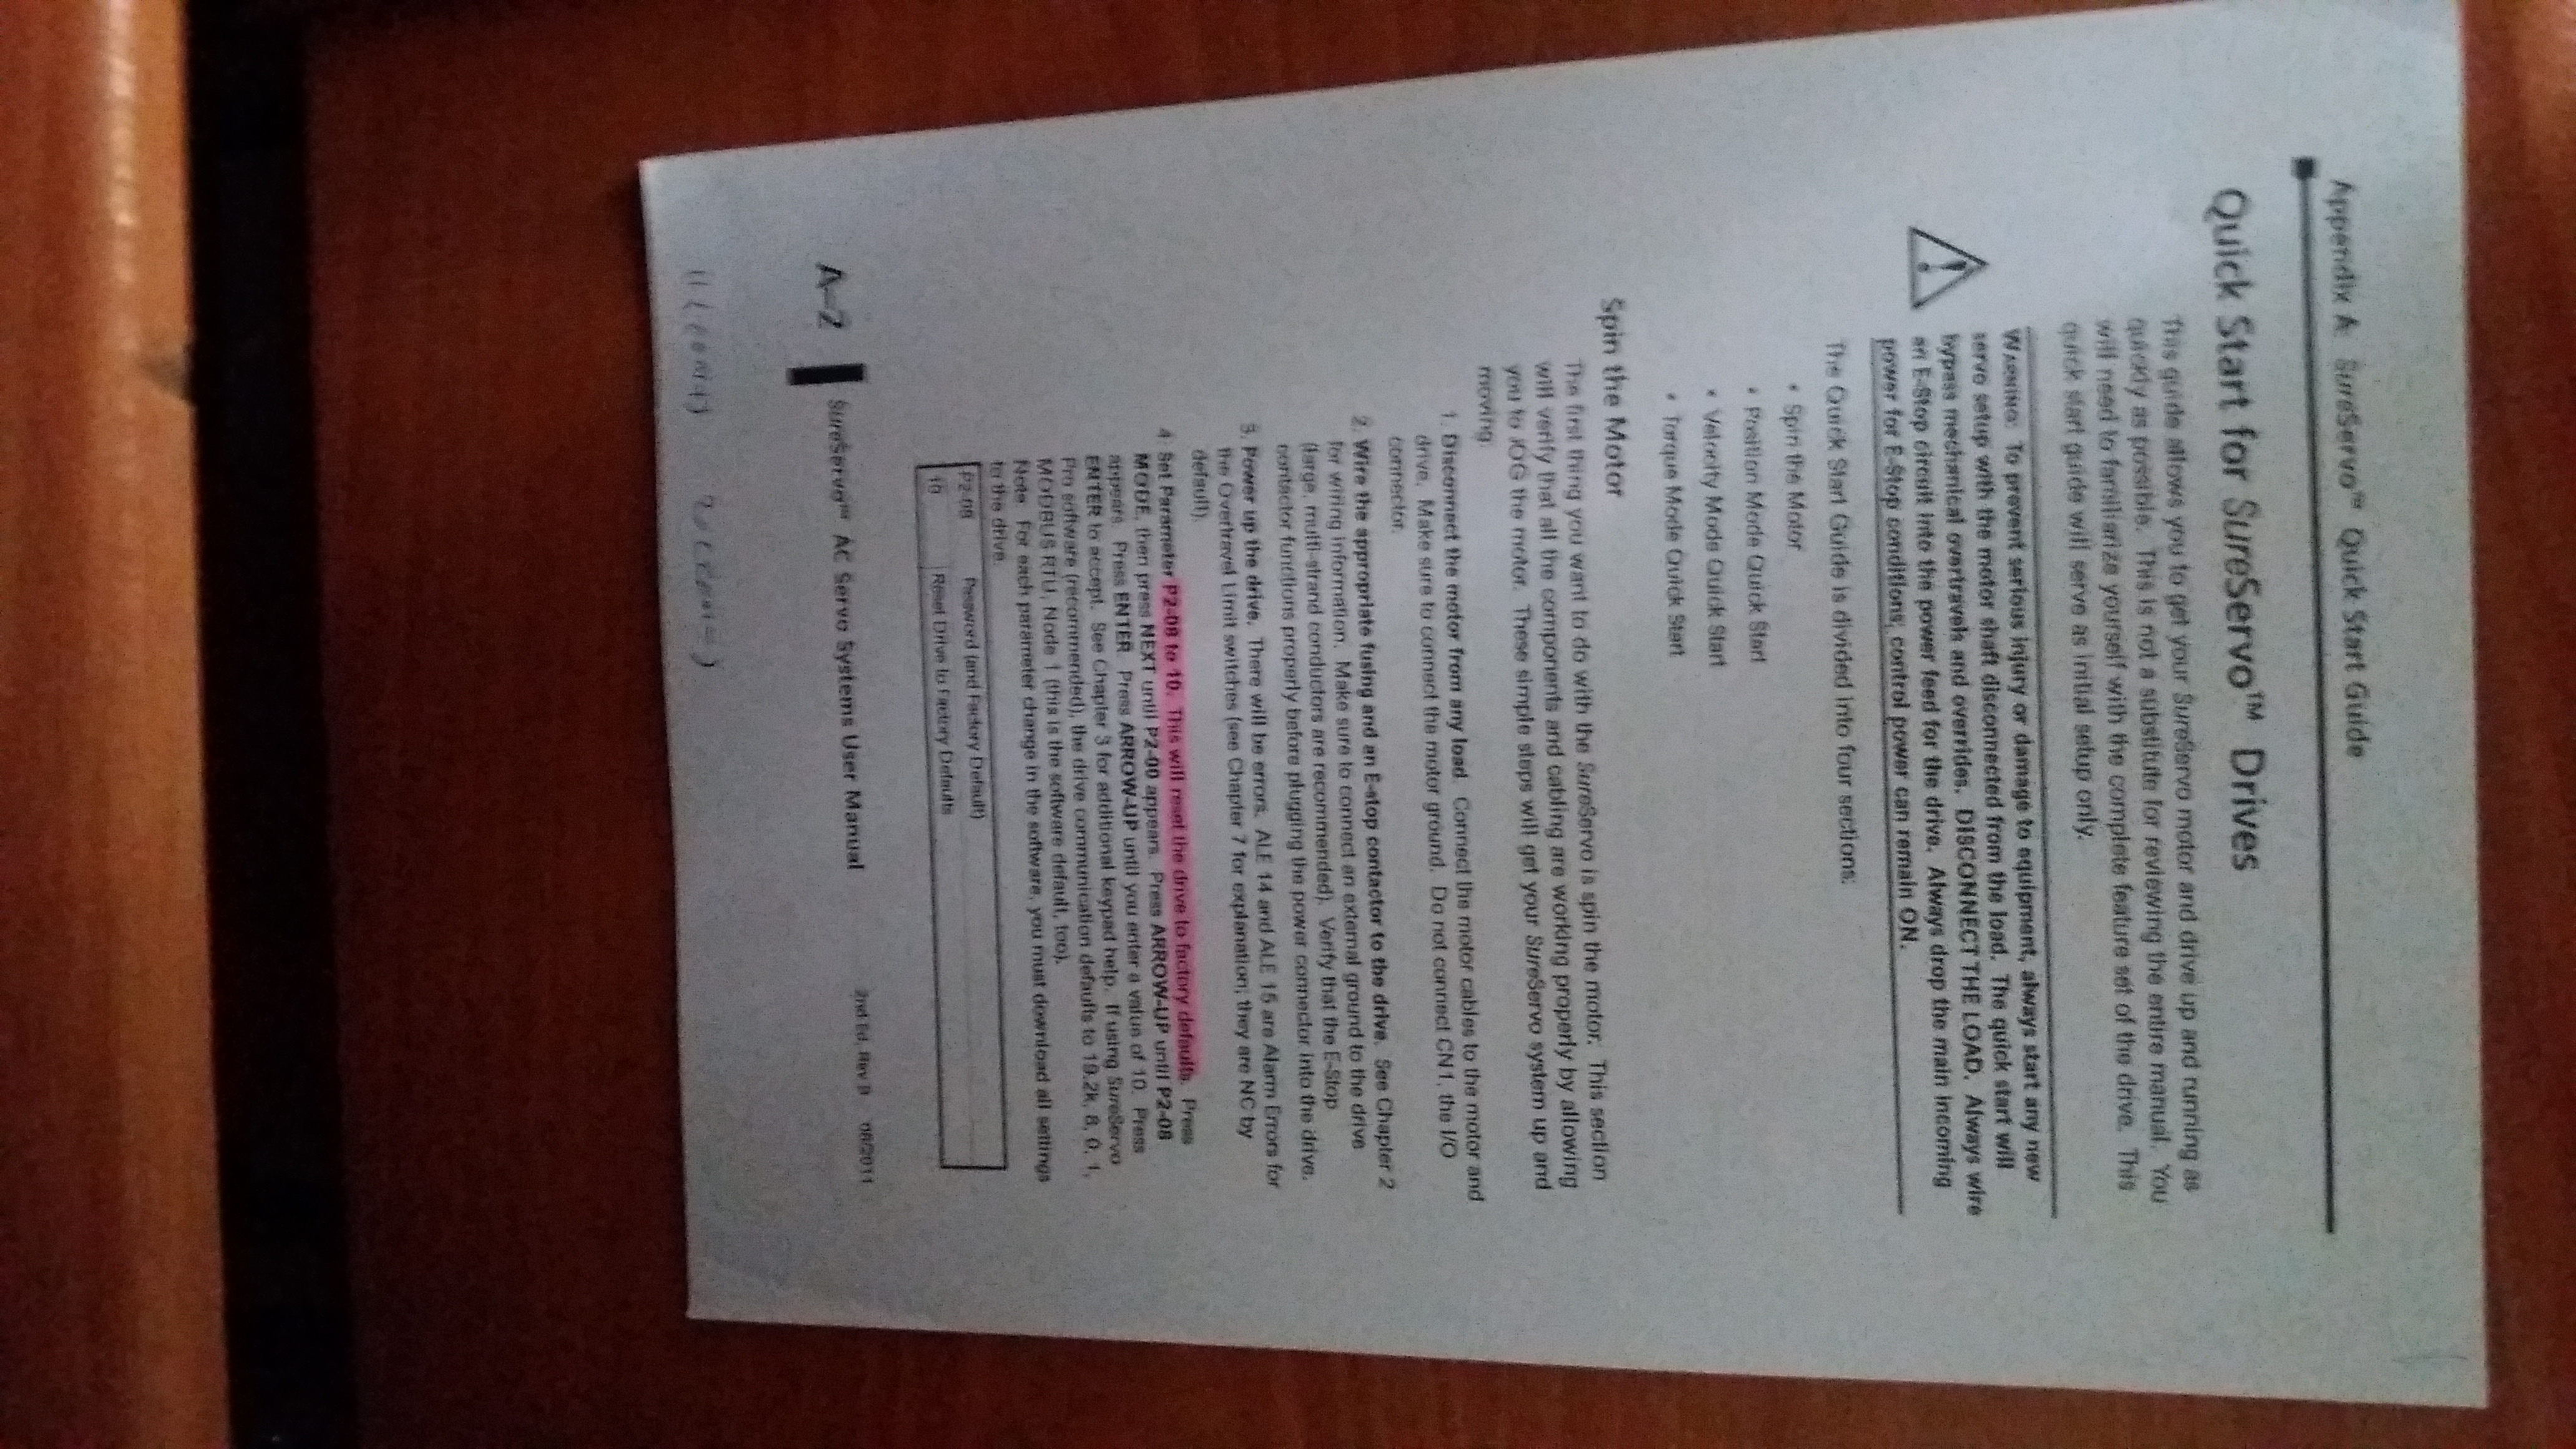 Appendix A: SureServo™ Quick Start Guide
Quick Start for SureServo™ Drives
This guide allows you to get your SureServo motor and drive up and running as
quickly as possible. This is not a substitute for reviewing the entire manual. You
will need to familiarize yourself with the complete feature set of the drive. This
quick start guide will serve as initial setup only.
WARNING: To prevent serious injury or damage to equipment, always start any new
servo setup with the motor shaft disconnected from the load. The quick start will
bypass mechanical overtravels and overrides. DISCONNECT THE LOAD. Always wire
an E-Stop circuit into the power feed for the drive. Always drop the main incoming
power for E-Stop conditions; control power can remain ON.
The Quick Start Guide is divided into four sections:
• Spin the Motor
• Position Mode Quick Start
• Velocity Mode Quick Start
• Torque Mode Quick Start
Spin the Motor
The first thing you want to do with the SureServo is spin the motor. This section
will verify that all the components and cabling are working properly by allowing
you to JOG the motor. These simple steps will get your SureServo system up and
moving:
1. Disconnect the motor from any load. Connect the motor cables to the motor and
drive. Make sure to connect the motor ground. Do not connect CN1, the I/O
connector.
2. Wire the appropriate fusing and an E-stop contactor to the drive. See Chapter 2
for wiring information. Make sure to connect an external ground to the drive
(large, multi-strand conductors are recommended). Verify that the E-Stop
contactor functions properly before plugging the power connector into the drive.
3. Power up the drive. There will be errors. ALE 14 and ALE 15 are Alarm Errors for
the Overtravel Limit switches (see Chapter 7 for explanation; they are NC by
default).
4. Set Parameter P2-08 to 10. This will reset the drive to factory defaults. Press
MODE, then press NEXT until P2-00 appears. Press ARROW-UP until P2-08
appears. Press ENTER. Press ARROW-UP until you enter a value of 10. Press
ENTER to accept. See Chapter 3 for additional keypad help. If using SureServo
Pro software (recommended), the drive communication defaults to 19.2k, 8, 0, 1,
MODBUS RTU, Node 1 (this is the software default, too).
Note: For each parameter change in the software, you must download all settings
to the drive.
P2-08 Password (and Factory Default)
10 Reset Drive to Factory Defaults
A–2 SureServo™ AC Servo Systems User Manual 2nd Ed, Rev B 08/2011